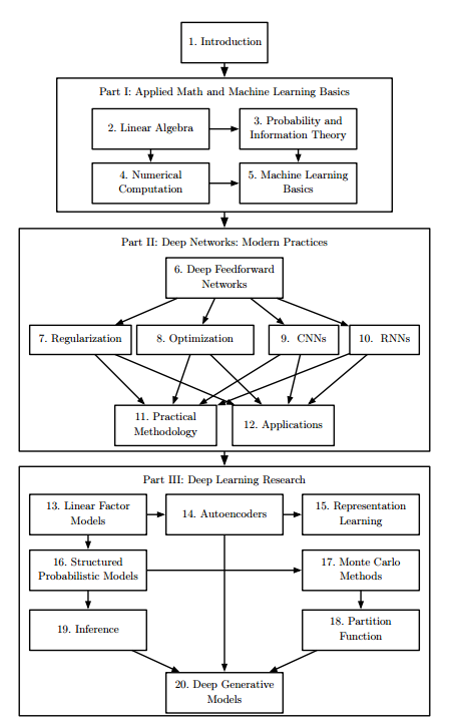 1. Introduction
Part I: Applied Math and Machine Learning Basics
2. Linear Algebra
3. Probability and
Information Theory
4. Numerical
Computation
5. Machine Learning
Basics
Part II: Deep Networks: Modern Practices
6. Deep Feedforward
Networks
7. Regularization
8. Optimization
9. CNNs
10. RNNs
11. Practical
Methodology
12. Applications
Part III: Deep Learning Research
13. Linear Factor
Models
14. Autoencoders
15. Representation
Learning
16. Structured
Probabilistic Models
17. Monte Carlo
Methods
19. Inference
18. Partition
Function
20. Deep Generative
Models